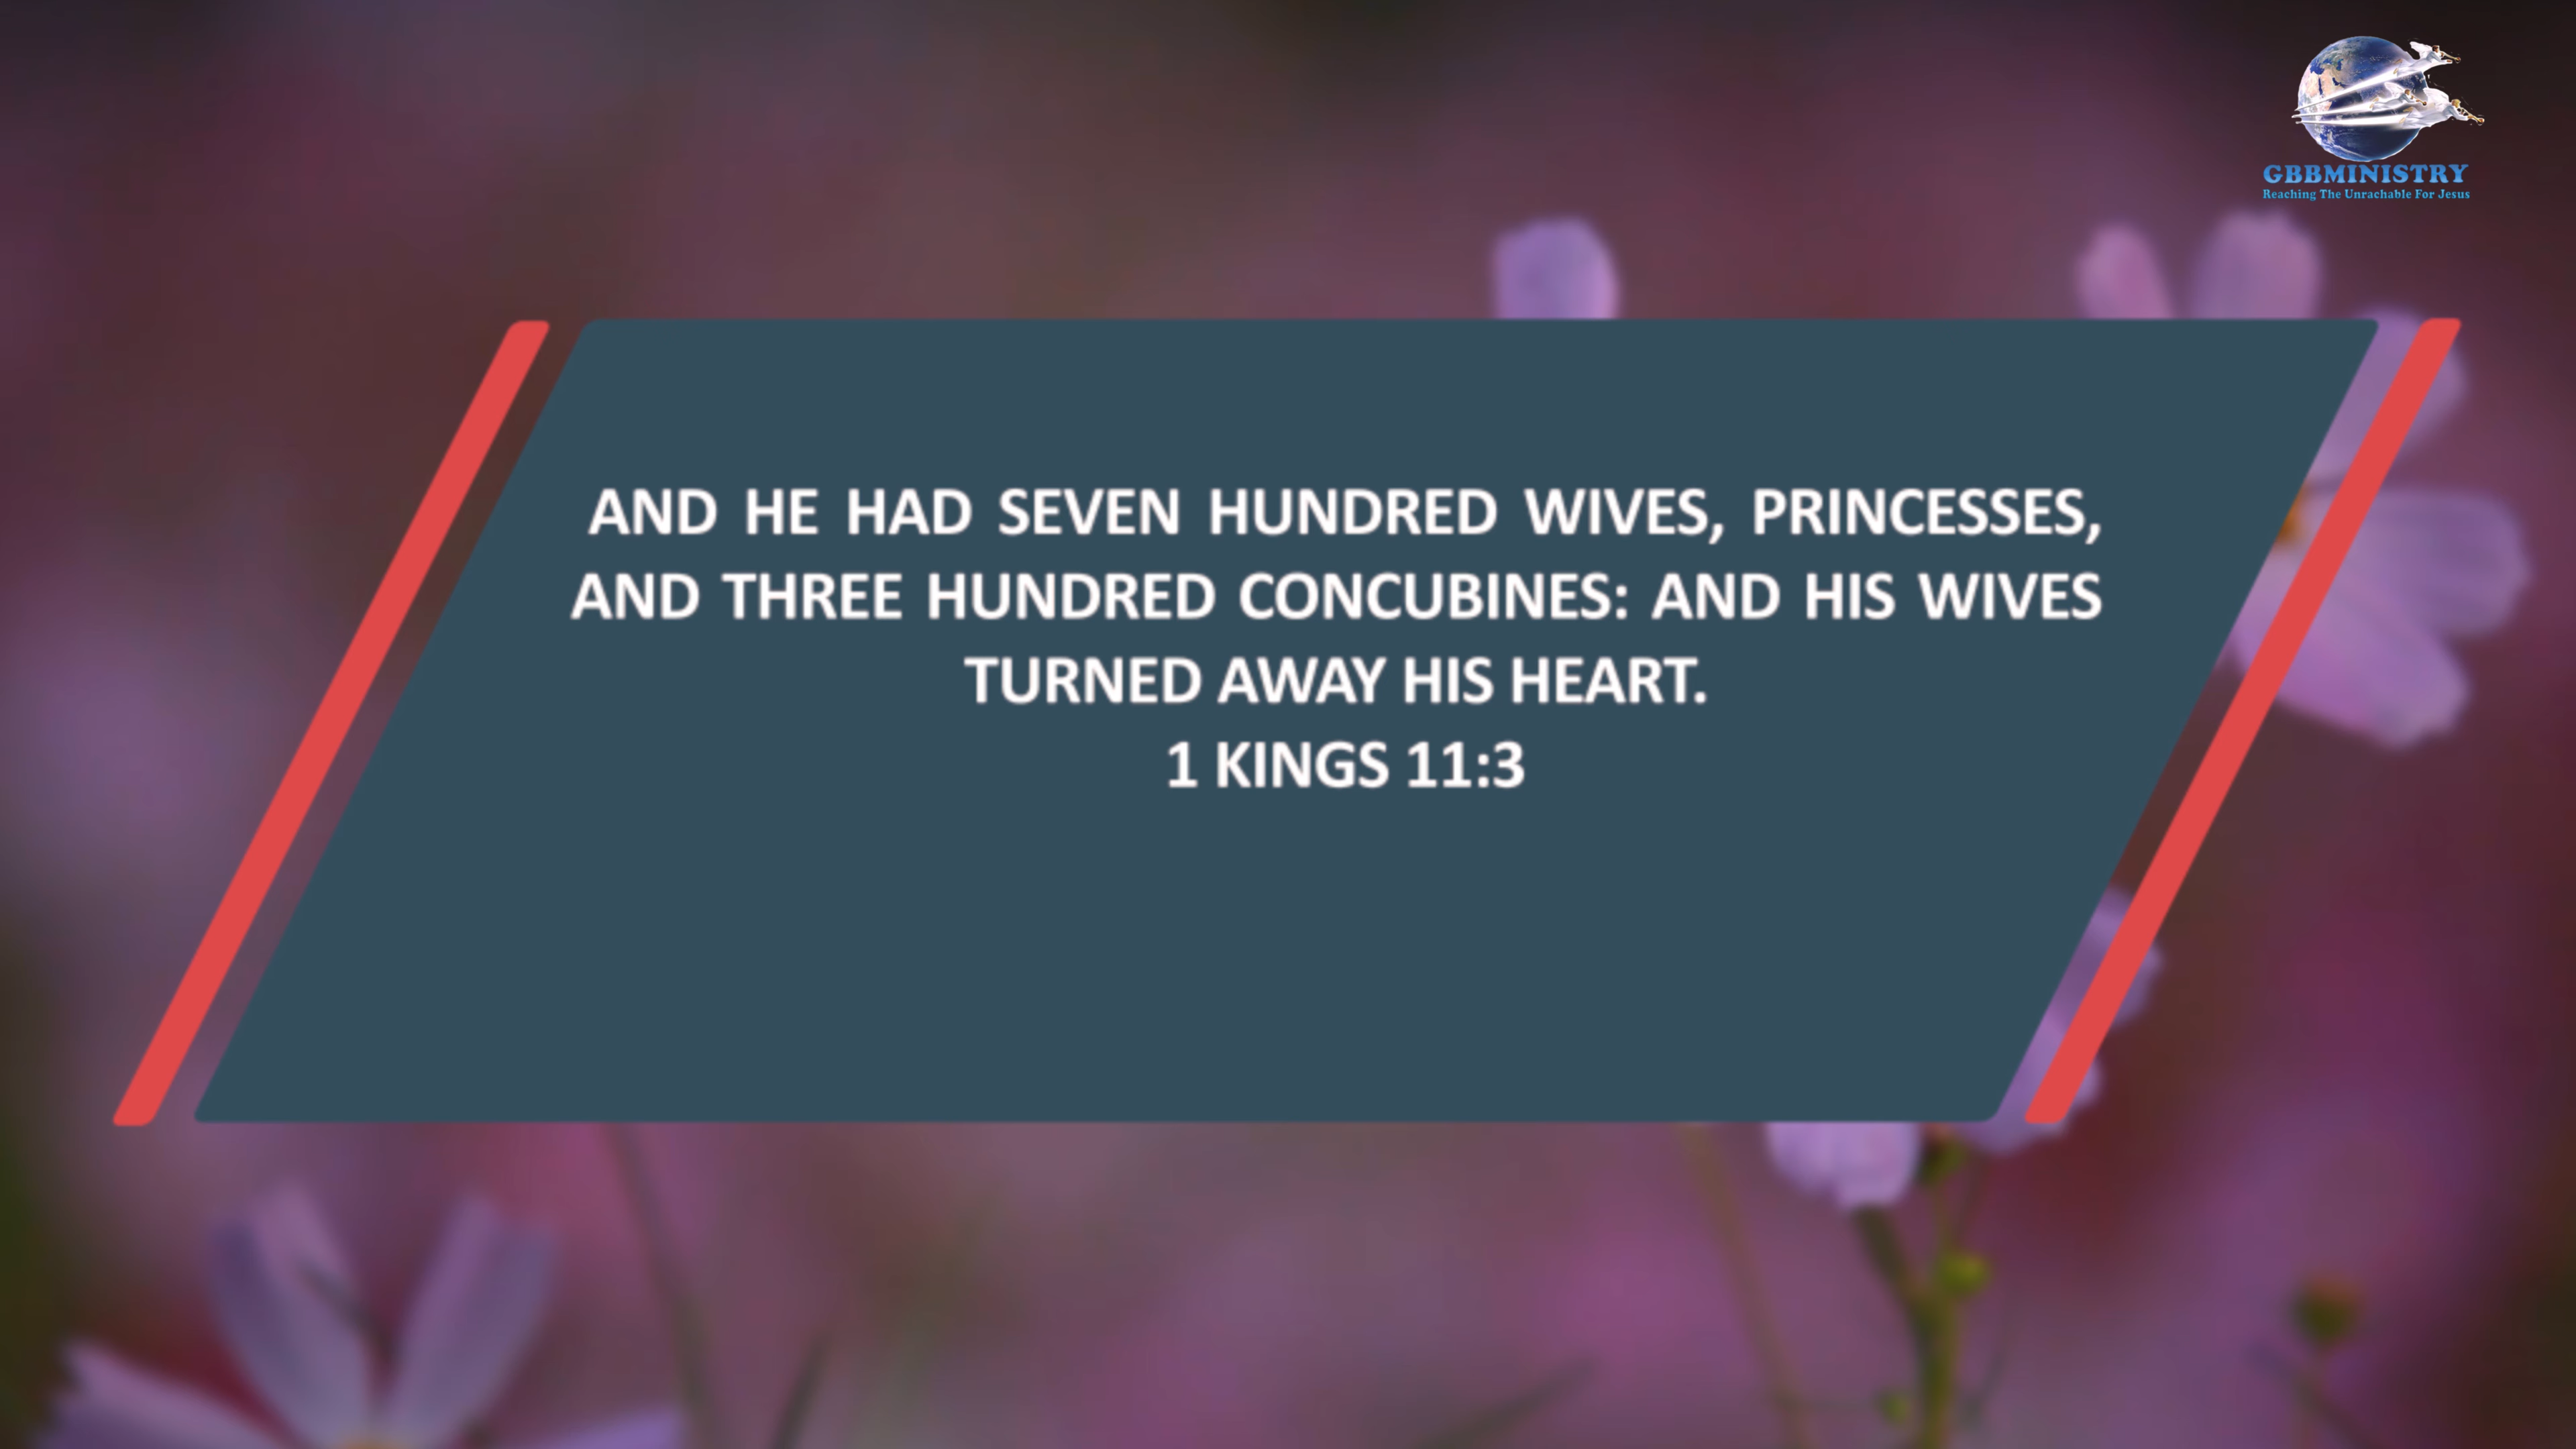 GBBMINISTRY
Reaching The Unrachable For Jesus
AND HE HAD SEVEN HUNDRED WIVES, PRINCESSES,
AND THREE HUNDRED CONCUBINES: AND HIS WIVES
TURNED AWAY HIS HEART.
1 KINGS 11:3